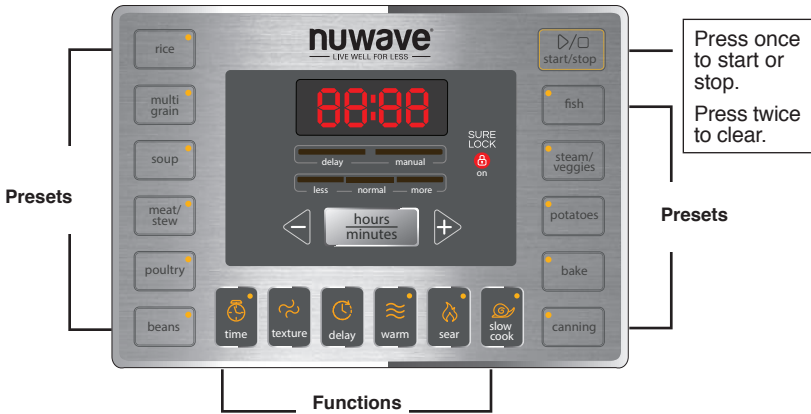 nuwave
LIVE WELL FOR LESS
rice
multi
grain
soup
meat/
stew
poultry
beans
Presets
88:88
delay
manual
less
normal
more
SURE
LOCK
on
hours
minutes
start/stop
fish
steam/
veggies
potatoes
bake
canning
Presets
Press once
to start or
stop.
Press twice
to clear.
time
texture
delay
warm
sear
slow
cook
Functions